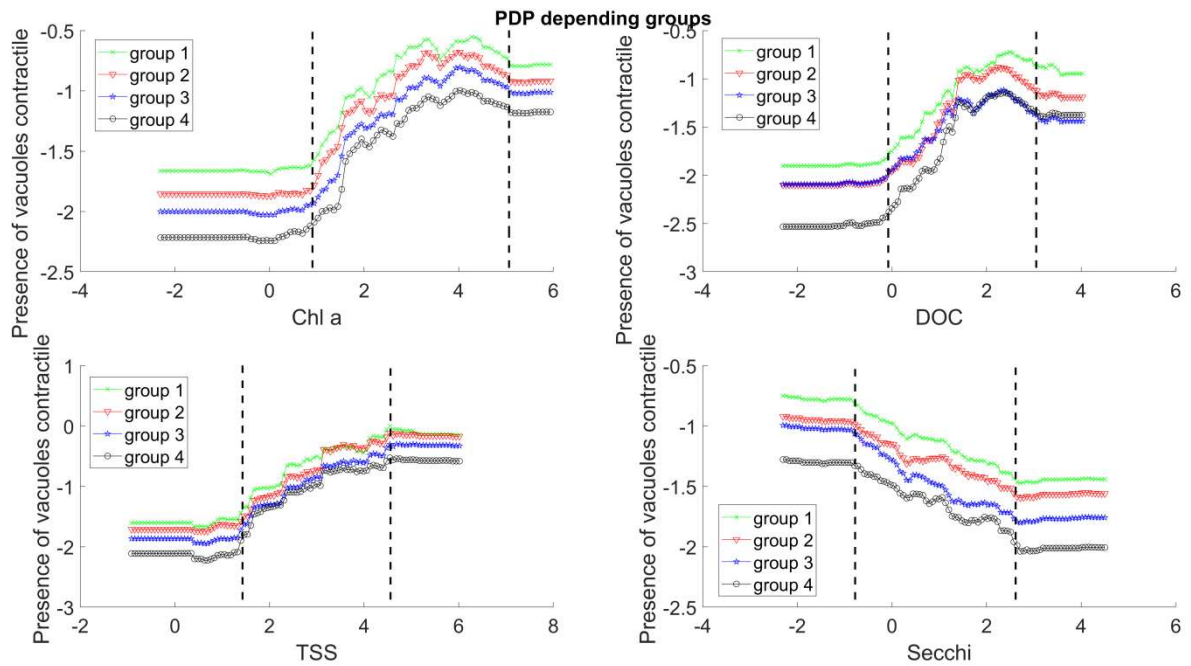 PDP depending groups
Presence of vacuoles contractile
-0.5
-1
-1.5
-2
-2.5
group 1
group 2
group 3
group 4
-4
-2
0
2
4
6
Chl a
Presence of vacuoles contractile
-0.5
-1
-1.5
-2
-2.5
-3
group 1
group 2
group 3
group 4
-4
-2
0
2
4
6
DOC
Presence of vacuoles contractile
1
0
-1
-2
-3
group 1
group 2
group 3
group 4
-2
0
2
4
6
8
TSS
Presence of vacuoles contractile
-0.5
-1
-1.5
-2
-2.5
group 1
group 2
group 3
group 4
-4
-2
0
2
4
6
Secchi